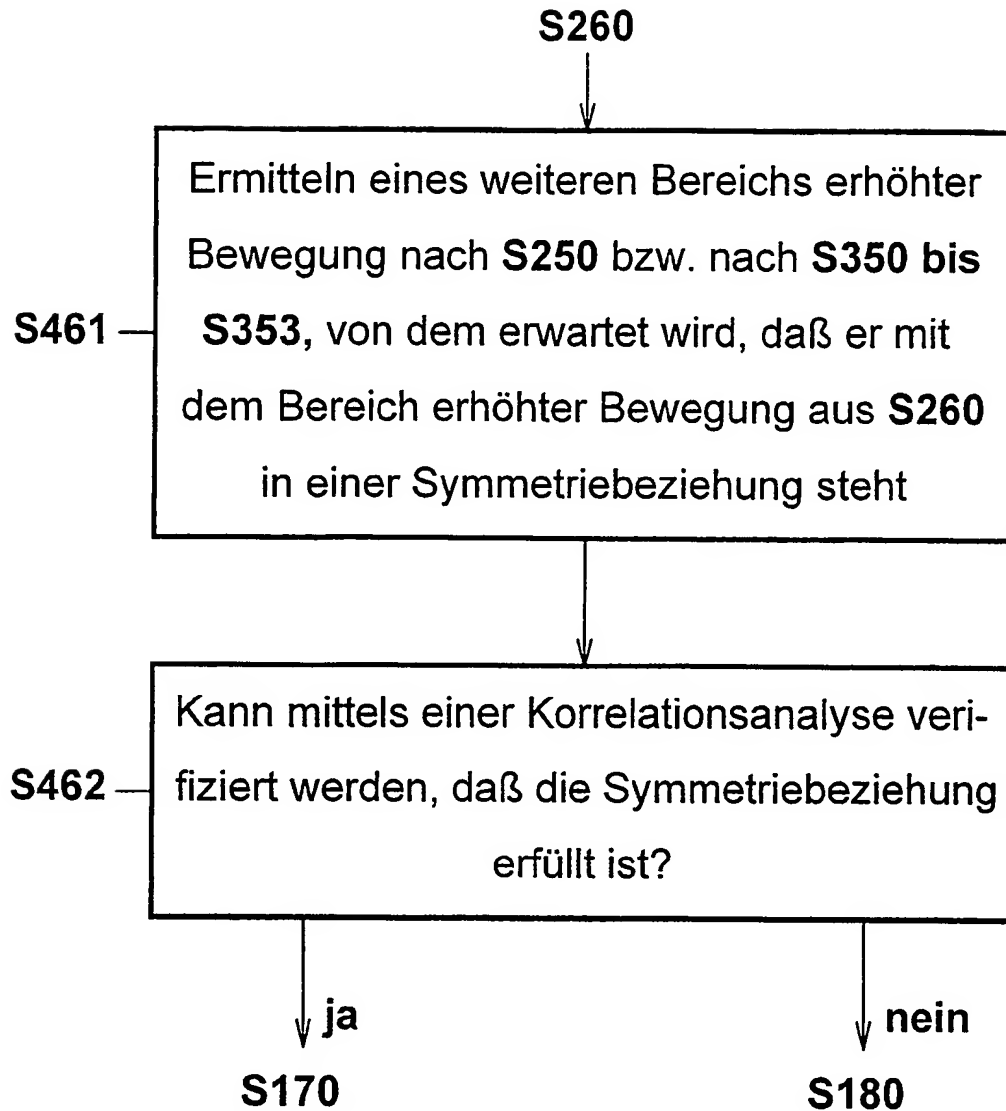 S260
Ermitteln eines weiteren Bereichs erhöhter
Bewegung nach S250 bzw. nach S350 bis
S461
S353, von dem erwartet wird, daß er mit
dem Bereich erhöhter Bewegung aus S260
in einer Symmetriebeziehung steht
Kann mittels einer Korrelationsanalyse veri-
S462
fiziert werden, daß die Symmetriebeziehung
erfüllt ist?
ja
nein
S170
S180